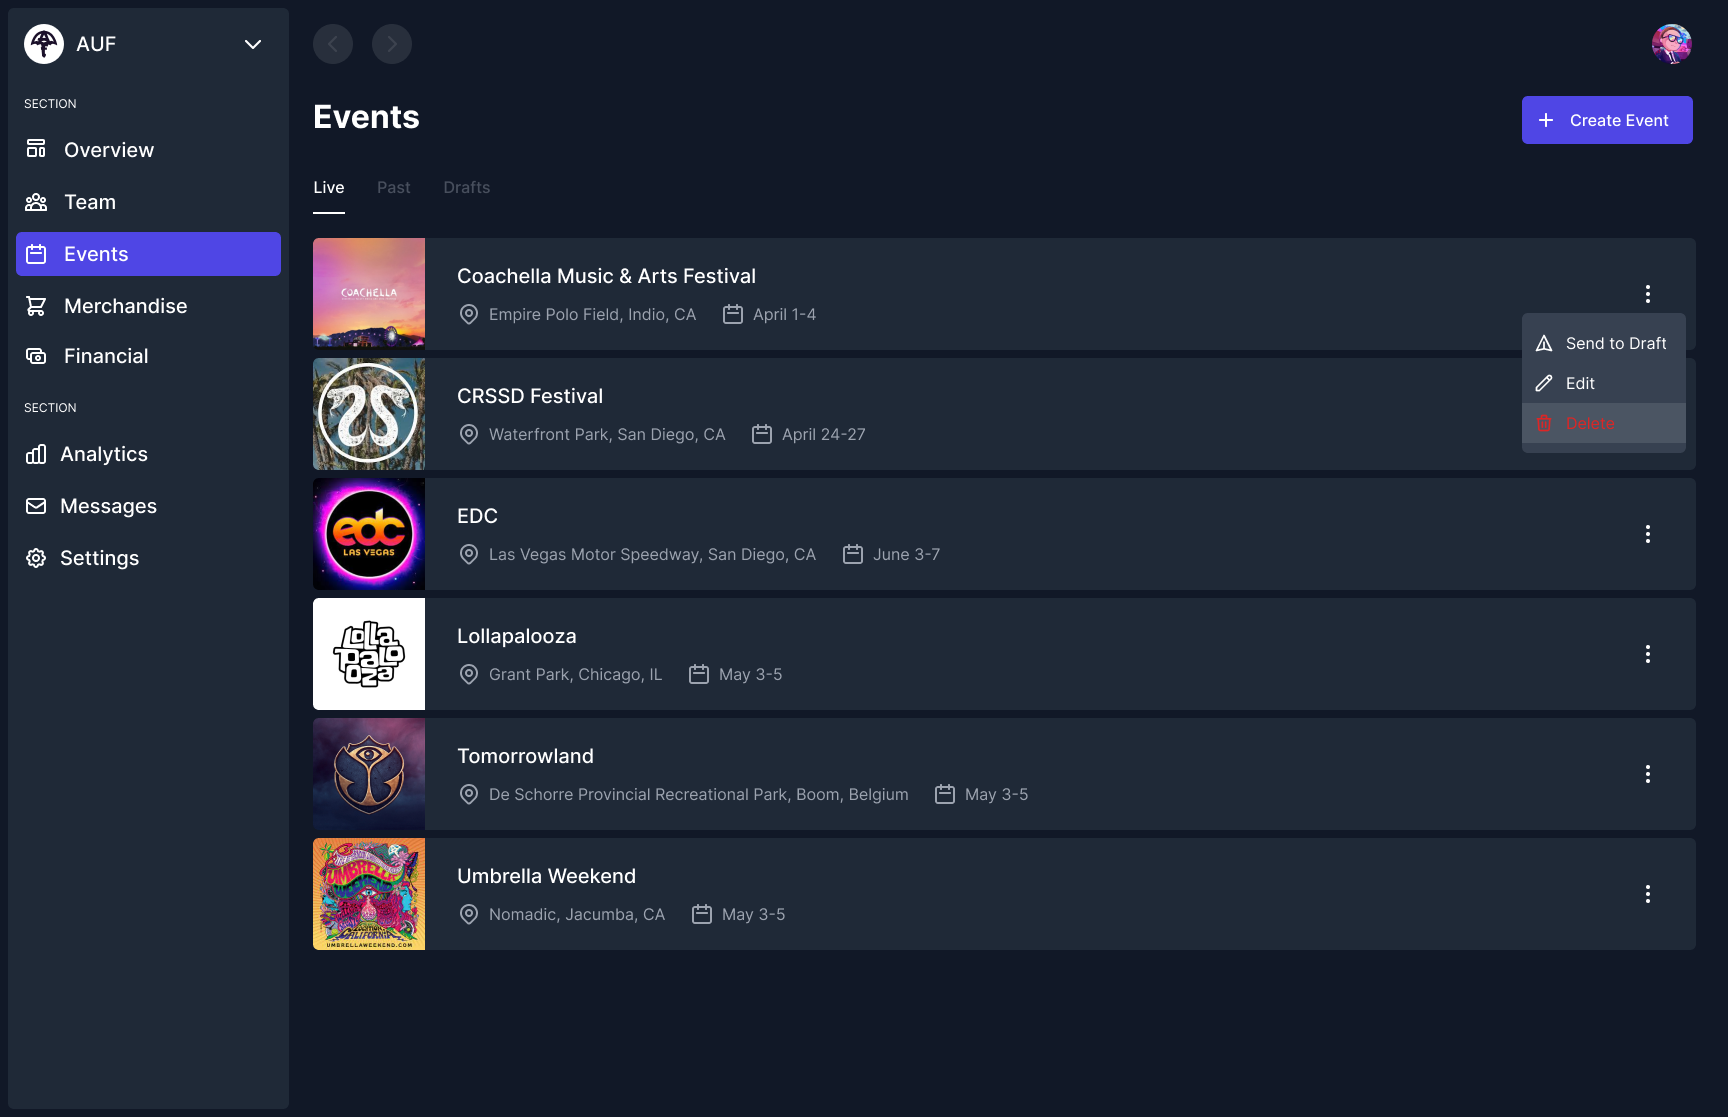 AUF
SECTION
Overview
Team
Events
Merchandise
Financial
SECTION
Analytics
Messages
Settings
Events
Create Event
Live
Past
Drafts
COACHELLA
Coachella Music & Arts Festival
Empire Polo Field, Indio, CA
April 1-4
Send to Draft
Edit
Delete
CRSSD Festival
Waterfront Park, San Diego, CA
April 24-27
edc
LAS VEGAS
EDC
Las Vegas Motor Speedway, San Diego, CA
June 3-7
lolla
palo
oza
Lollapalooza
Grant Park, Chicago, IL
May 3-5
Tomorrowland
De Schorre Provincial Recreational Park, Boom, Belgium
May 3-5
UMBRELLA
WEEKEND
CALIFORNIA
UMBRELLAWEEKEND.COM
Umbrella Weekend
Nomadic, Jacumba, CA
May 3-5